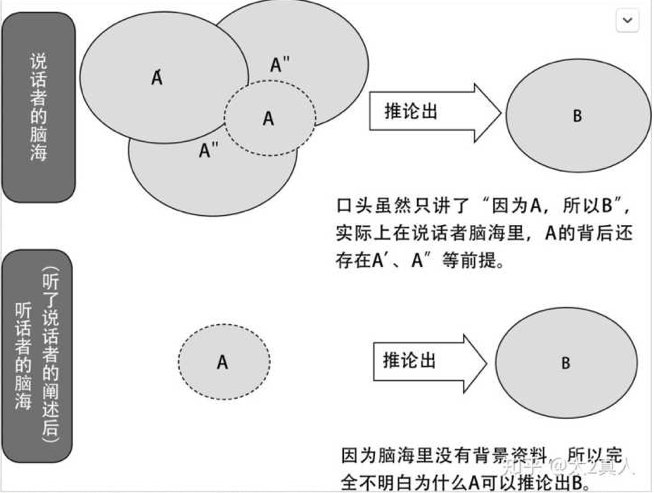 说话者的脑海
A′
A"
A
A"
推论出
B
口头虽然只讲了“因为A，所以B”，
实际上在说话者脑海里，A的背后还
存在A′、A″等前提。
（听了说话者的阐述后）
听话者的脑海
A
推论出
B
因为脑海里没有背景资料，所以完
全不明白为什么A可以推论出B。
知乎 @大2真人